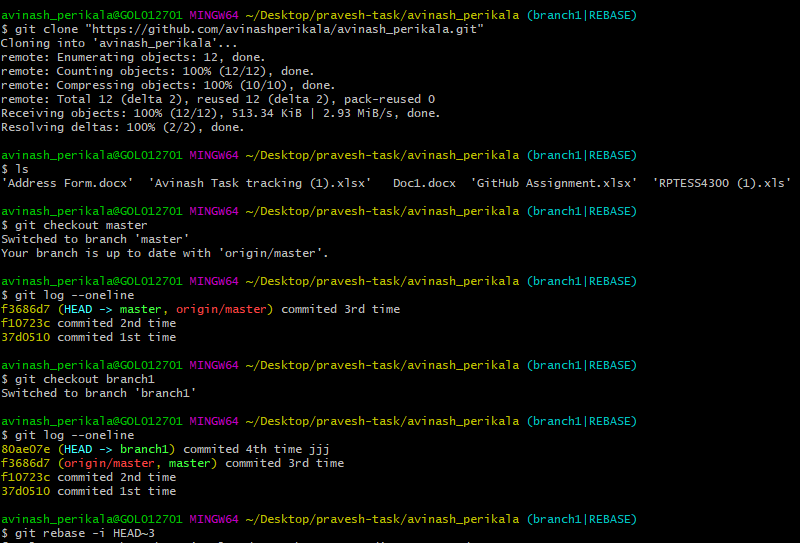 avinash_perikala@GOL012701 MINGW64 ~/Desktop/pravesh-task/avinash_perikala (branch1|REBASE)
$ git clone "https://github.com/avinashperikala/avinash_perikala.git"
Cloning into 'avinash_perikala'...
remote: Enumerating objects: 12, done.
remote: Counting objects: 100% (12/12), done.
remote: Compressing objects: 100% (10/10), done.
remote: Total 12 (delta 2), reused 12 (delta 2), pack-reused 0
Receiving objects: 100% (12/12), 513.34 KiB | 2.93 MiB/s, done.
Resolving deltas: 100% (2/2), done.
avinash_perikala@GOL012701 MINGW64 ~/Desktop/pravesh-task/avinash_perikala (branch1|REBASE)
$ ls
'Address Form.docx'  'Avinash Task tracking (1).xlsx'   Doc1.docx  'GitHub Assignment.xlsx'  'RPTESS4300 (1).xls'
avinash_perikala@GOL012701 MINGW64 ~/Desktop/pravesh-task/avinash_perikala (branch1|REBASE)
$ git checkout master
Switched to branch 'master'
Your branch is up to date with 'origin/master'.
avinash_perikala@GOL012701 MINGW64 ~/Desktop/pravesh-task/avinash_perikala (branch1|REBASE)
$ git log --oneline
f3686d7 (HEAD -> master, origin/master) commited 3rd time
f10723c commited 2nd time
37d0510 commited 1st time
avinash_perikala@GOL012701 MINGW64 ~/Desktop/pravesh-task/avinash_perikala (branch1|REBASE)
$ git checkout branch1
Switched to branch 'branch1'
avinash_perikala@GOL012701 MINGW64 ~/Desktop/pravesh-task/avinash_perikala (branch1|REBASE)
$ git log --oneline
80ae07e (HEAD -> branch1) commited 4th time jjj
f3686d7 (origin/master, master) commited 3rd time
f10723c commited 2nd time
37d0510 commited 1st time
avinash_perikala@GOL012701 MINGW64 ~/Desktop/pravesh-task/avinash_perikala (branch1|REBASE)
$ git rebase -i HEAD~3